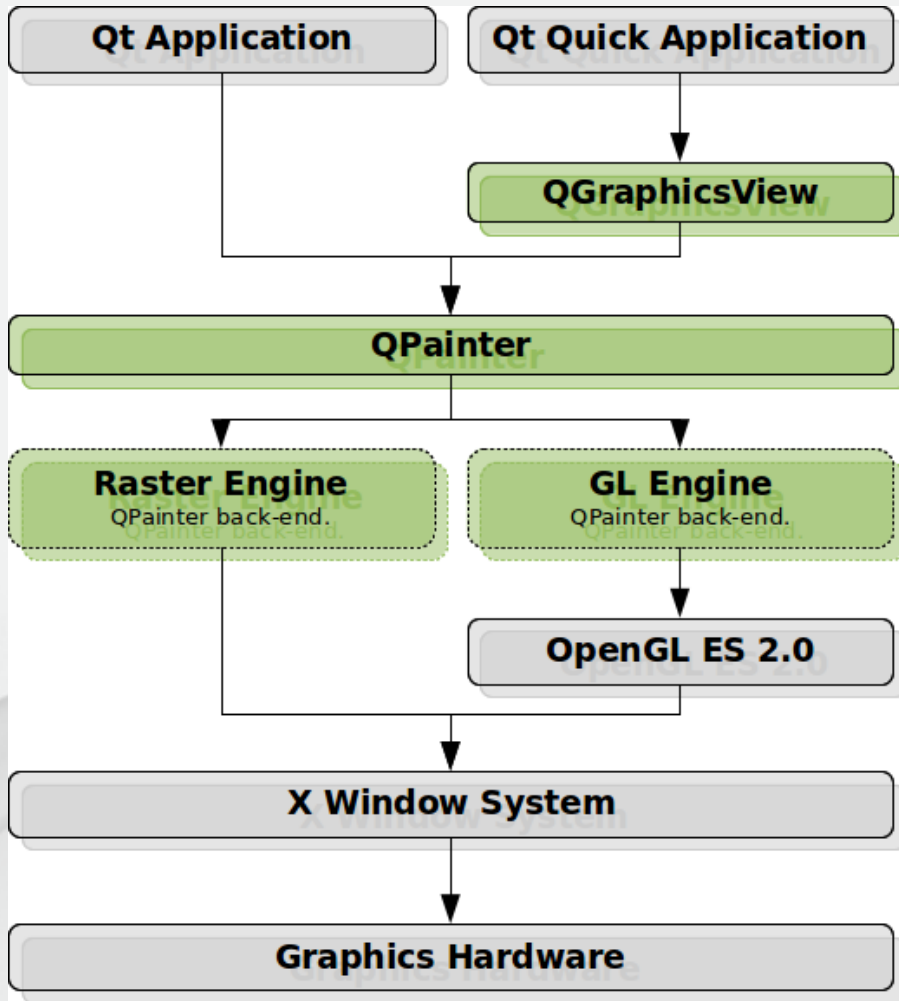 Qt Application
Qt Quick Application
QGraphicsView
QPainter
Raster Engine
QPainter back-end.
GL Engine
QPainter back-end.
OpenGL ES 2.0
X Window System
Graphics Hardware